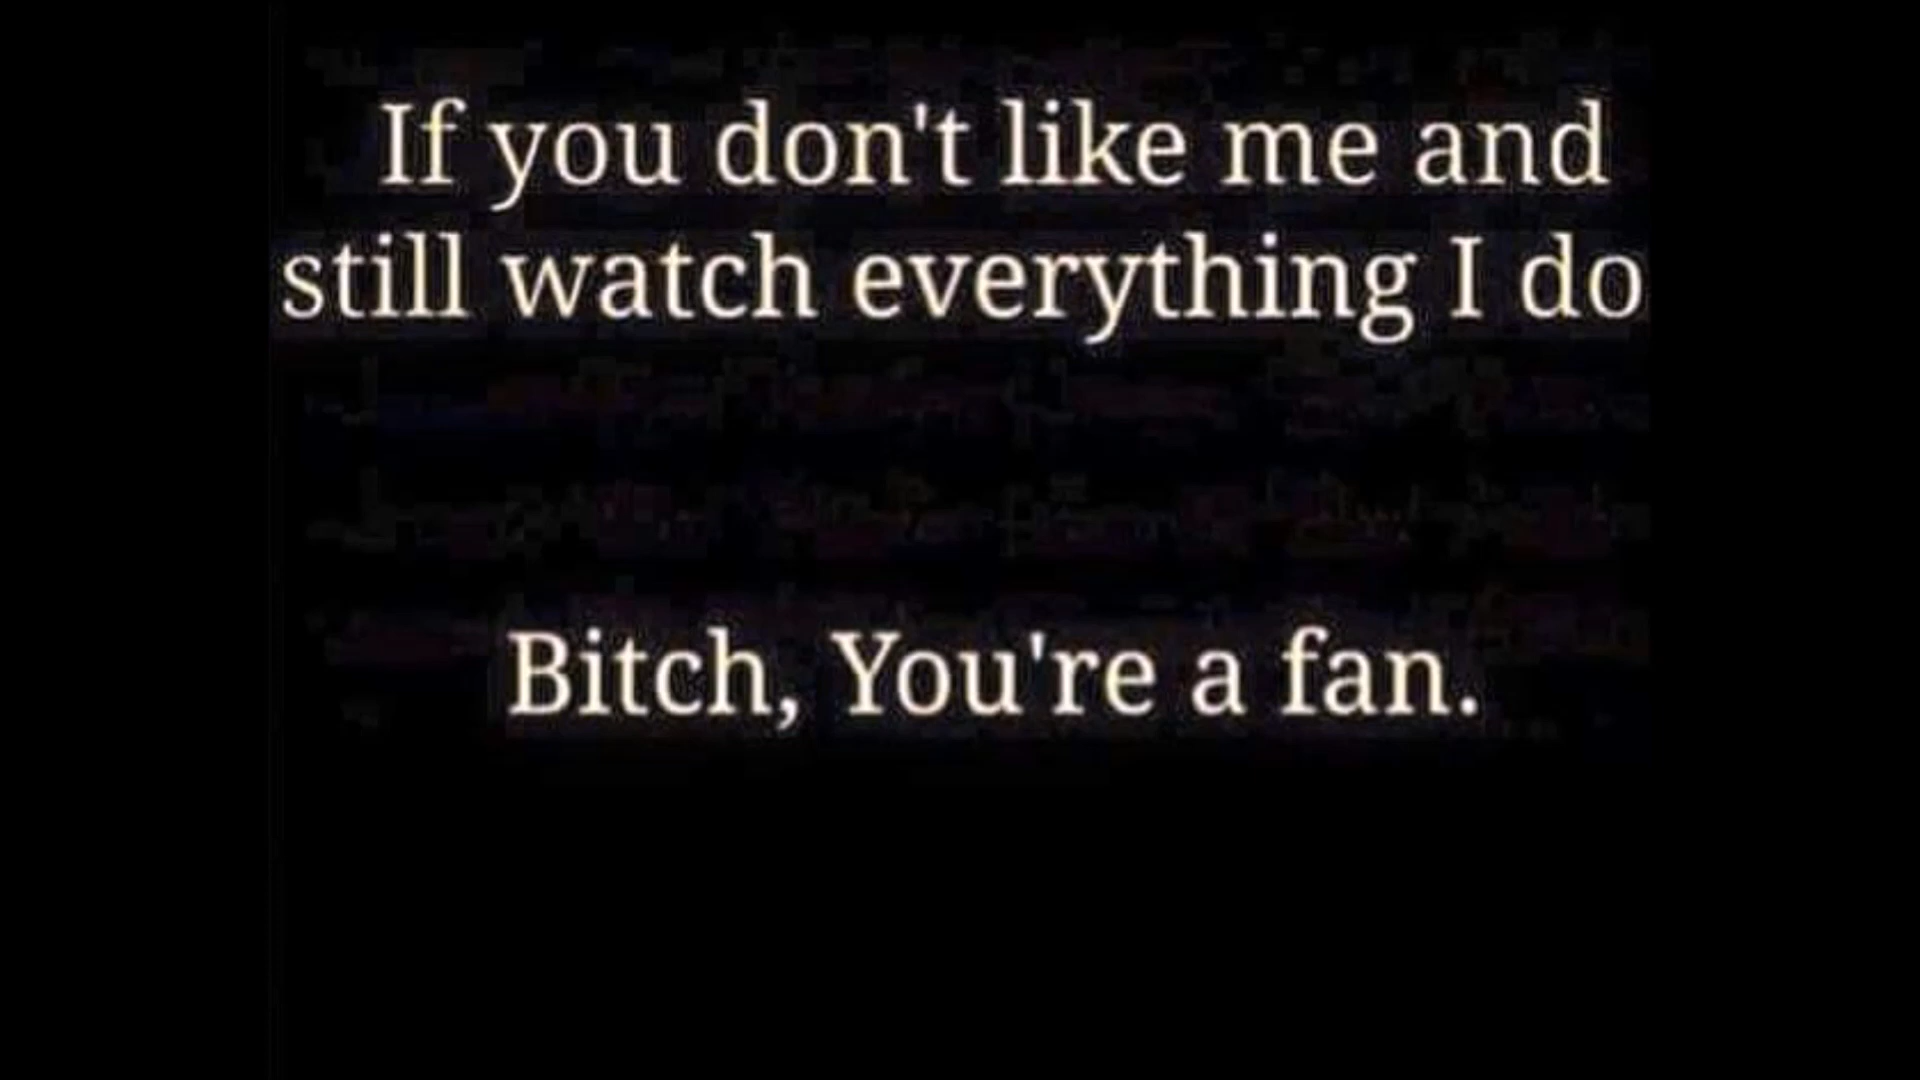 If you don't like me and
still watch everything I do
Bitch, You're a fan.